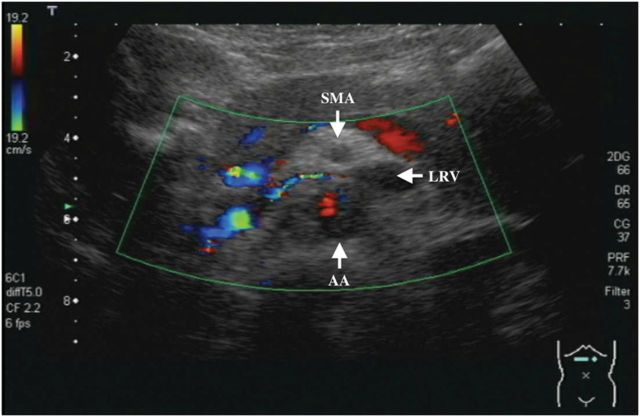 T
19.2
19.2
cm/s
2
4
6
8
SMA
LRV
AA
2DG
66
DR
65
CG
37
PRF
7.7k
Filter
3
6C1
diffT5.0
CF 2.2
6 fps